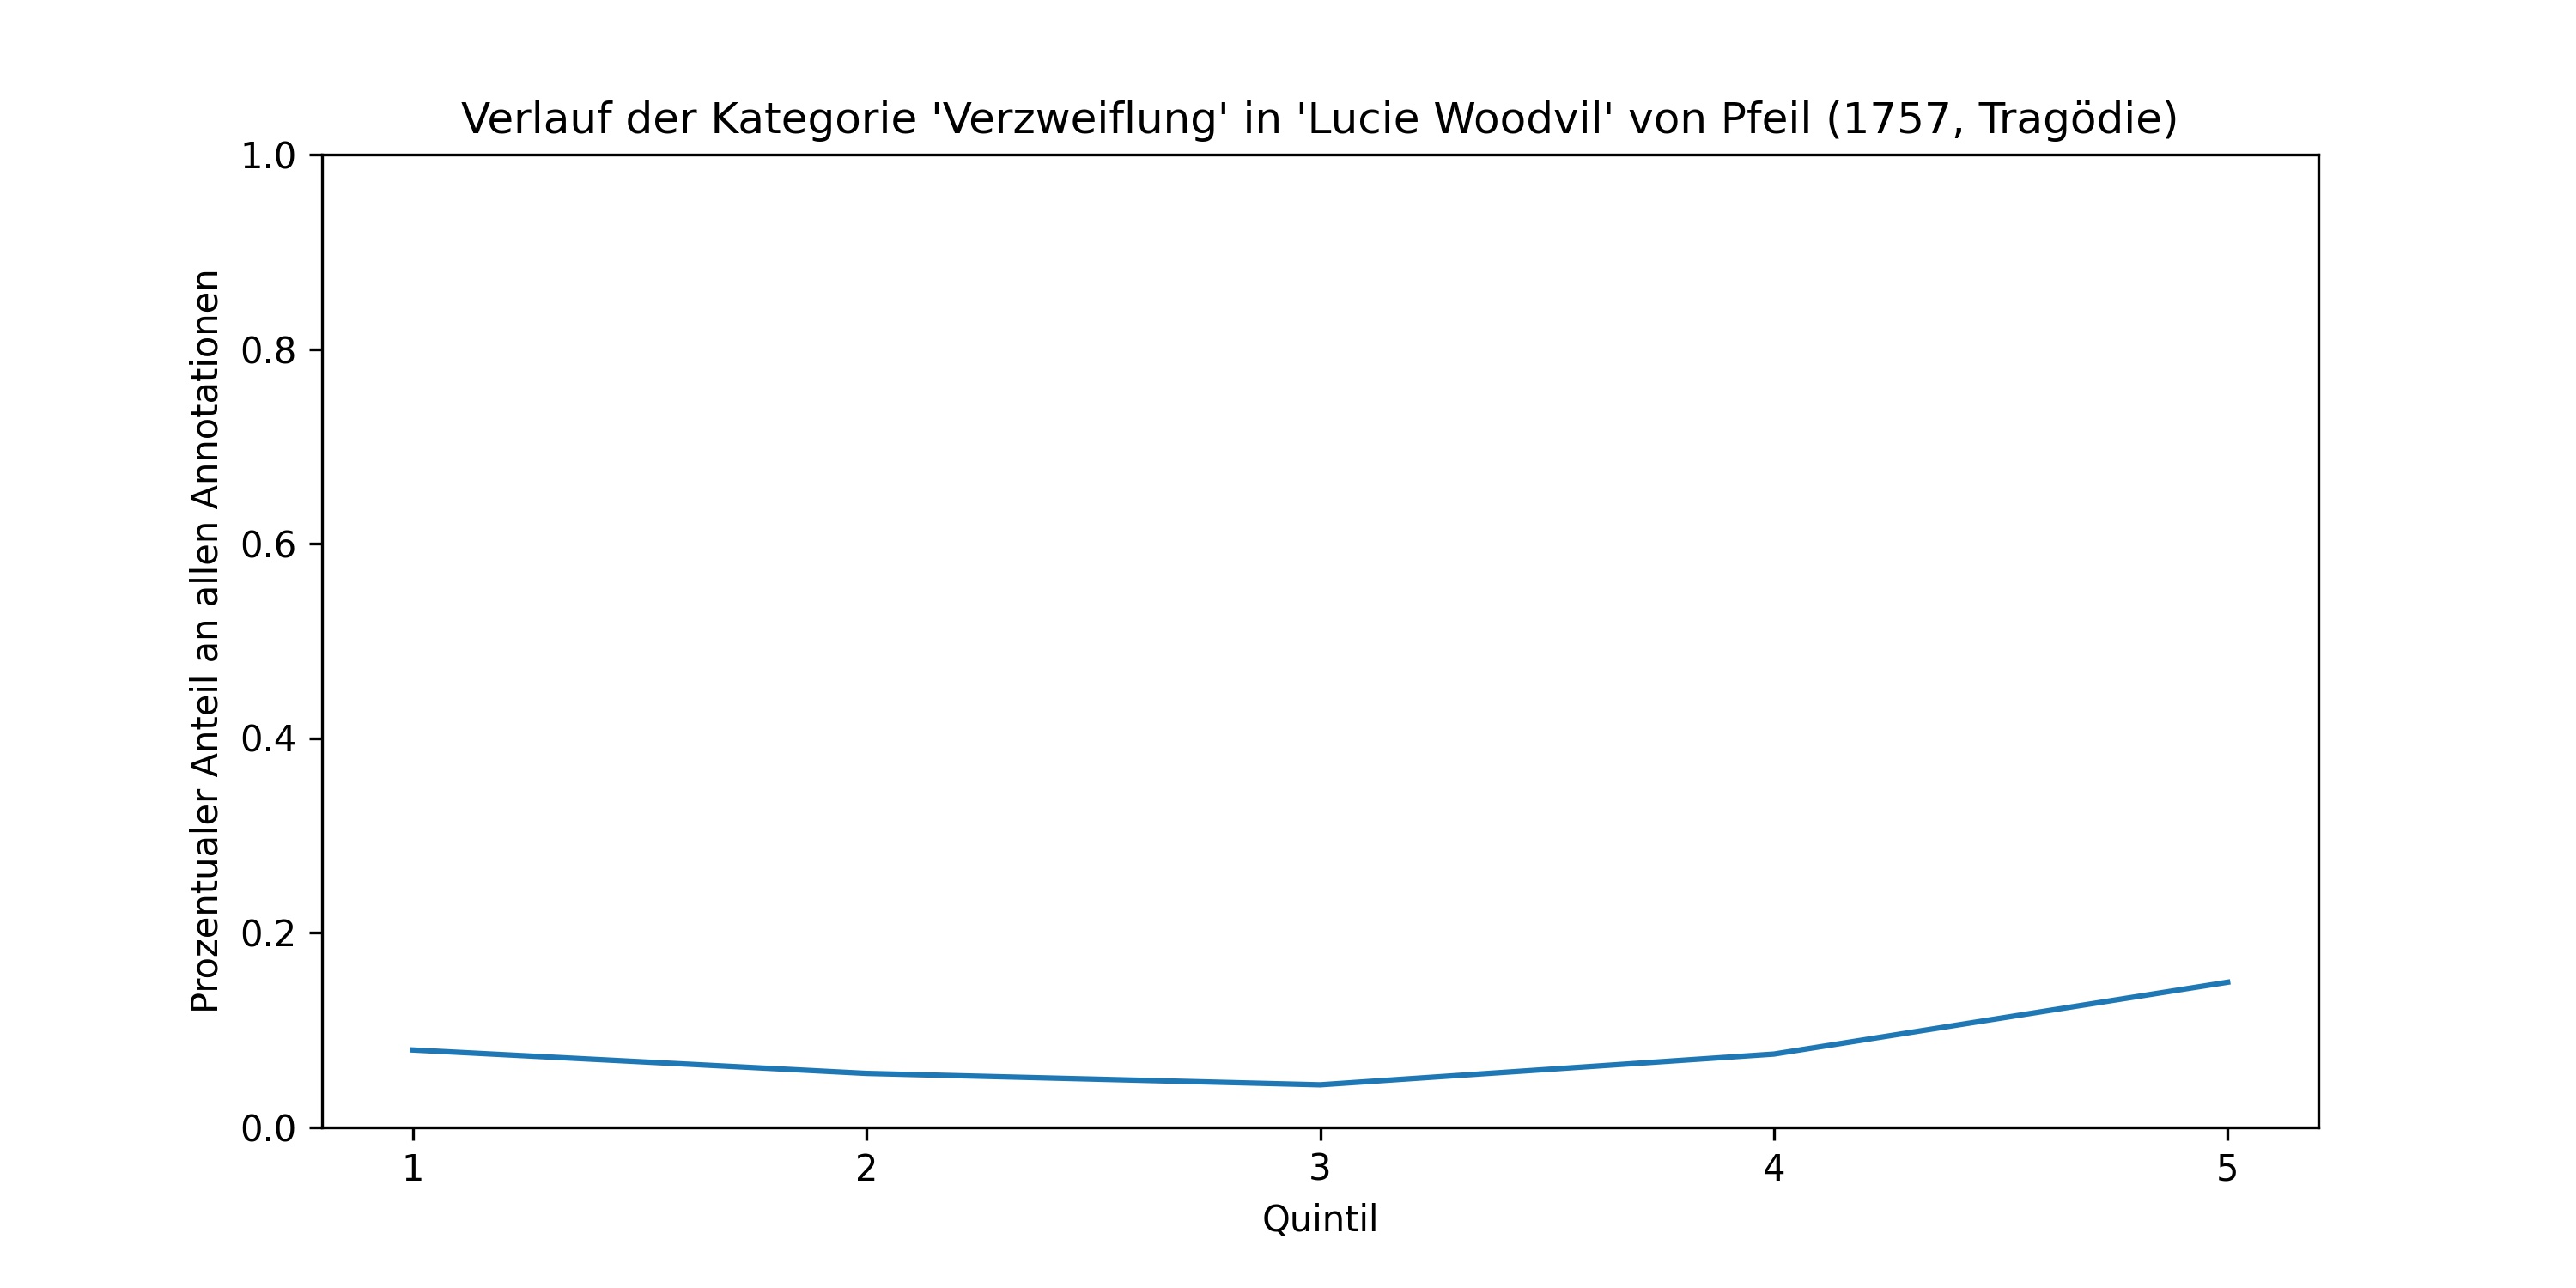 Verlauf der Kategorie 'Verzweiflung' in 'Lucie Woodvil' von Pfeil (1757, Tragödie)
Prozentualer Anteil an allen Annotationen
1.0
0.8
0.6
0.4
0.2
0.0
1 2 3 4 5
Quintil